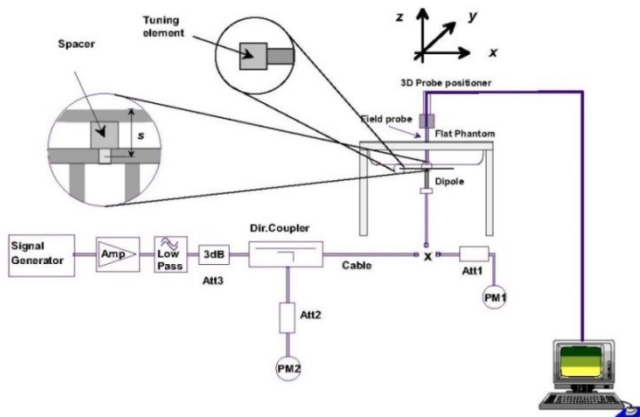 Tuning
element
Spacer
s
z
y
x
3D Probe positioner
Field probe
Flat Phantom
Dipole
Signal
Generator
Amp
Low
Pass
3dB
Att3
Dir.Coupler
Cable
x
Att1
PM1
Att2
PM2